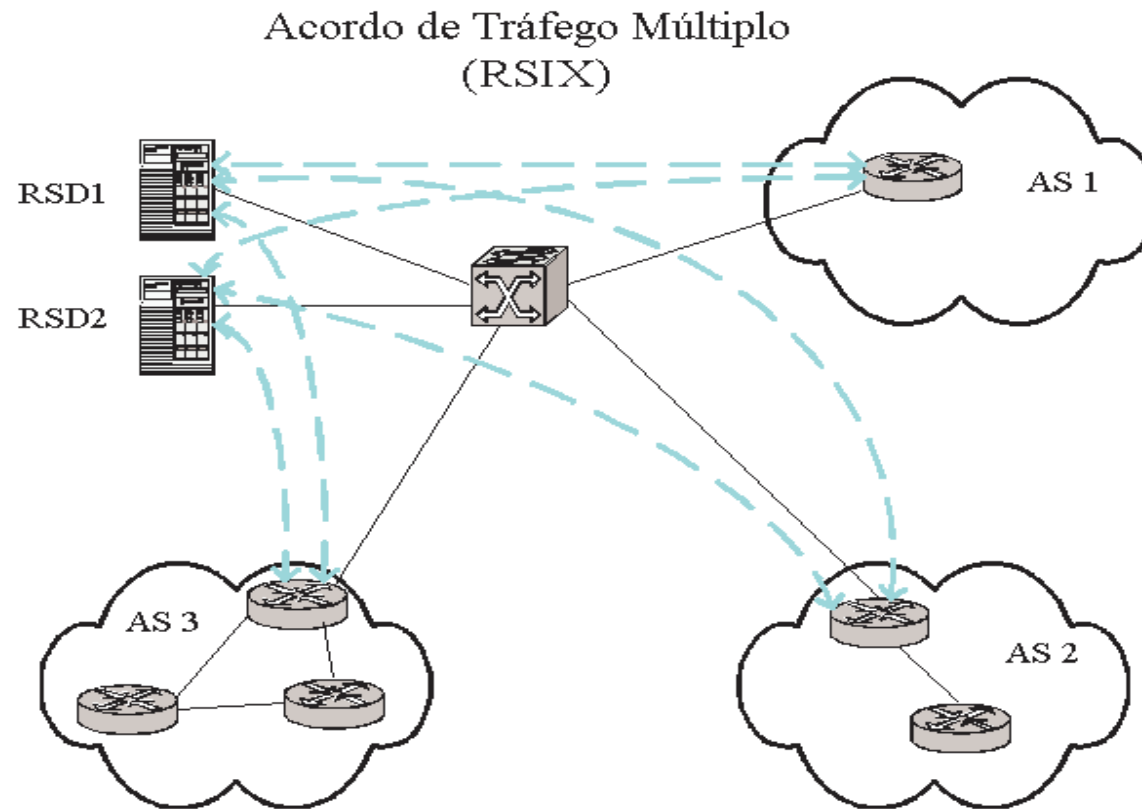 Acordo de Tráfego Múltiplo
(RSIX)
RSD1
AS 1
RSD2
AS 3
AS 2